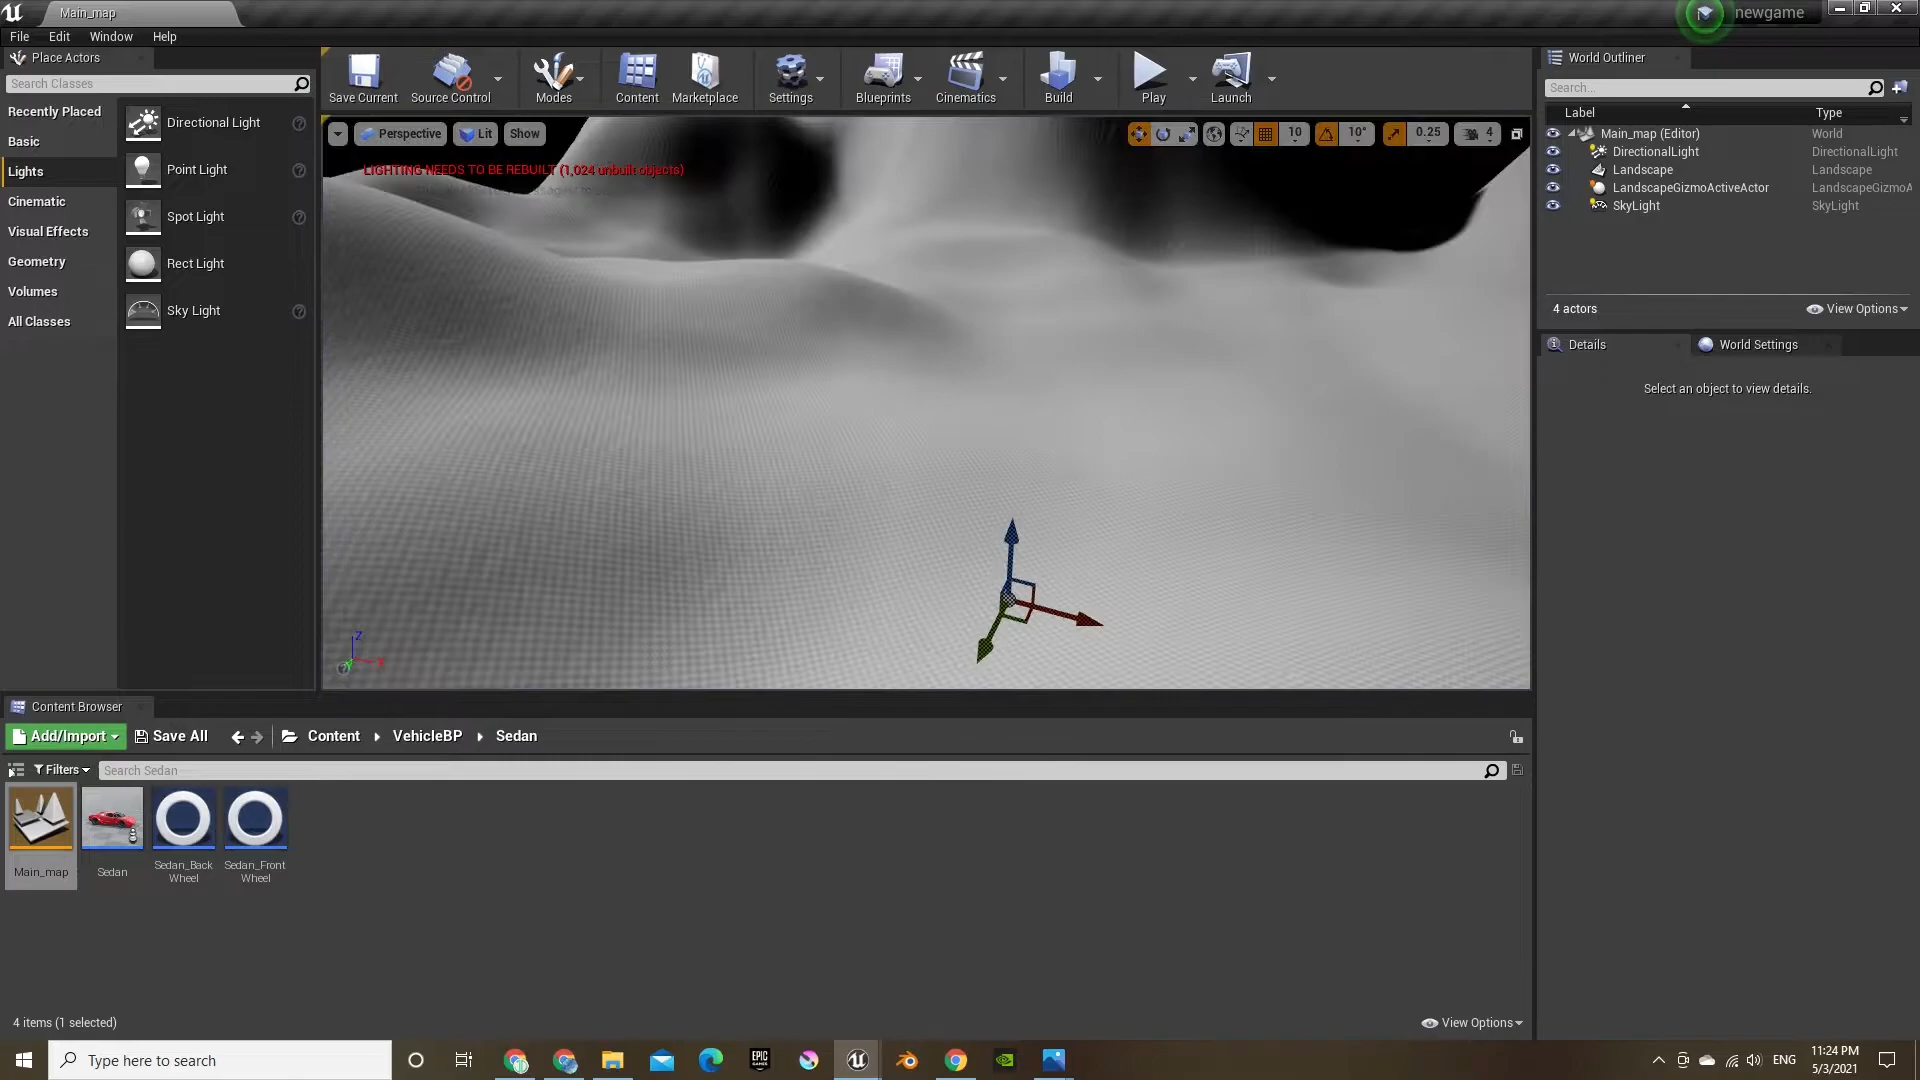 Main_map
newgame
File Edit Window Help
Place Actors
Search Classes
Recently Placed
Basic
Lights
Cinematic
Visual Effects
Geometry
Volumes
All Classes
Directional Light
Point Light
Spot Light
Rect Light
Sky Light
Save Current Source Control Modes Content Marketplace Settings Blueprints Cinematics Build Play Launch
Perspective Lit Show 10 10° 0.25 4
LIGHTING NEEDS TO BE REBUILT (1,024 unbuilt objects)
Z
X
Y
World Outliner
Search...
Label Type
Main_map (Editor) World
DirectionalLight DirectionalLight
Landscape Landscape
LandscapeGizmoActiveActor LandscapeGizmoA
SkyLight SkyLight
4 actors View Options
Details World Settings
Select an object to view details.
Content Browser
Add/Import Save All Content VehicleBP Sedan
Filters Search Sedan
Main_map
Sedan
Sedan_Back
Wheel
Sedan_Front
Wheel
4 items (1 selected) View Options
Type here to search
EPIC
GAMES
ENG
11:24 PM
5/3/2021